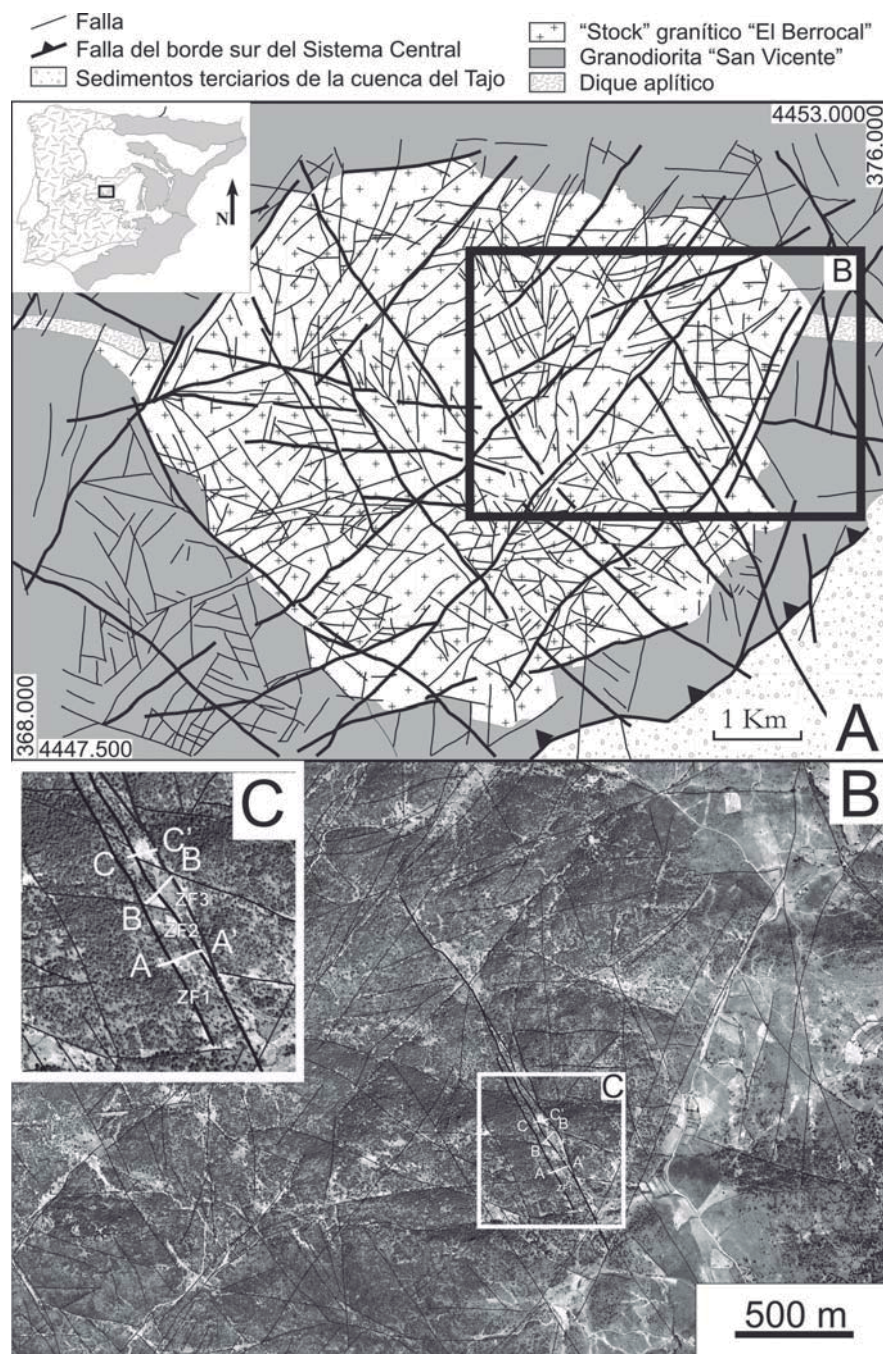 Falla
Falla del borde sur del Sistema Central
Sedimentos terciarios de la cuenca del Tajo
“Stock” granítico “El Berrocal”
Granodiorita “San Vicente”
Dique aplítico
4453.0000
376.000
N
B
368.000
4447.500
1 Km
A
C
B
C
C'
B
ZF3
B
ZF2
A'
A
ZF1
C
C
C'
B
B
A'
A
500 m